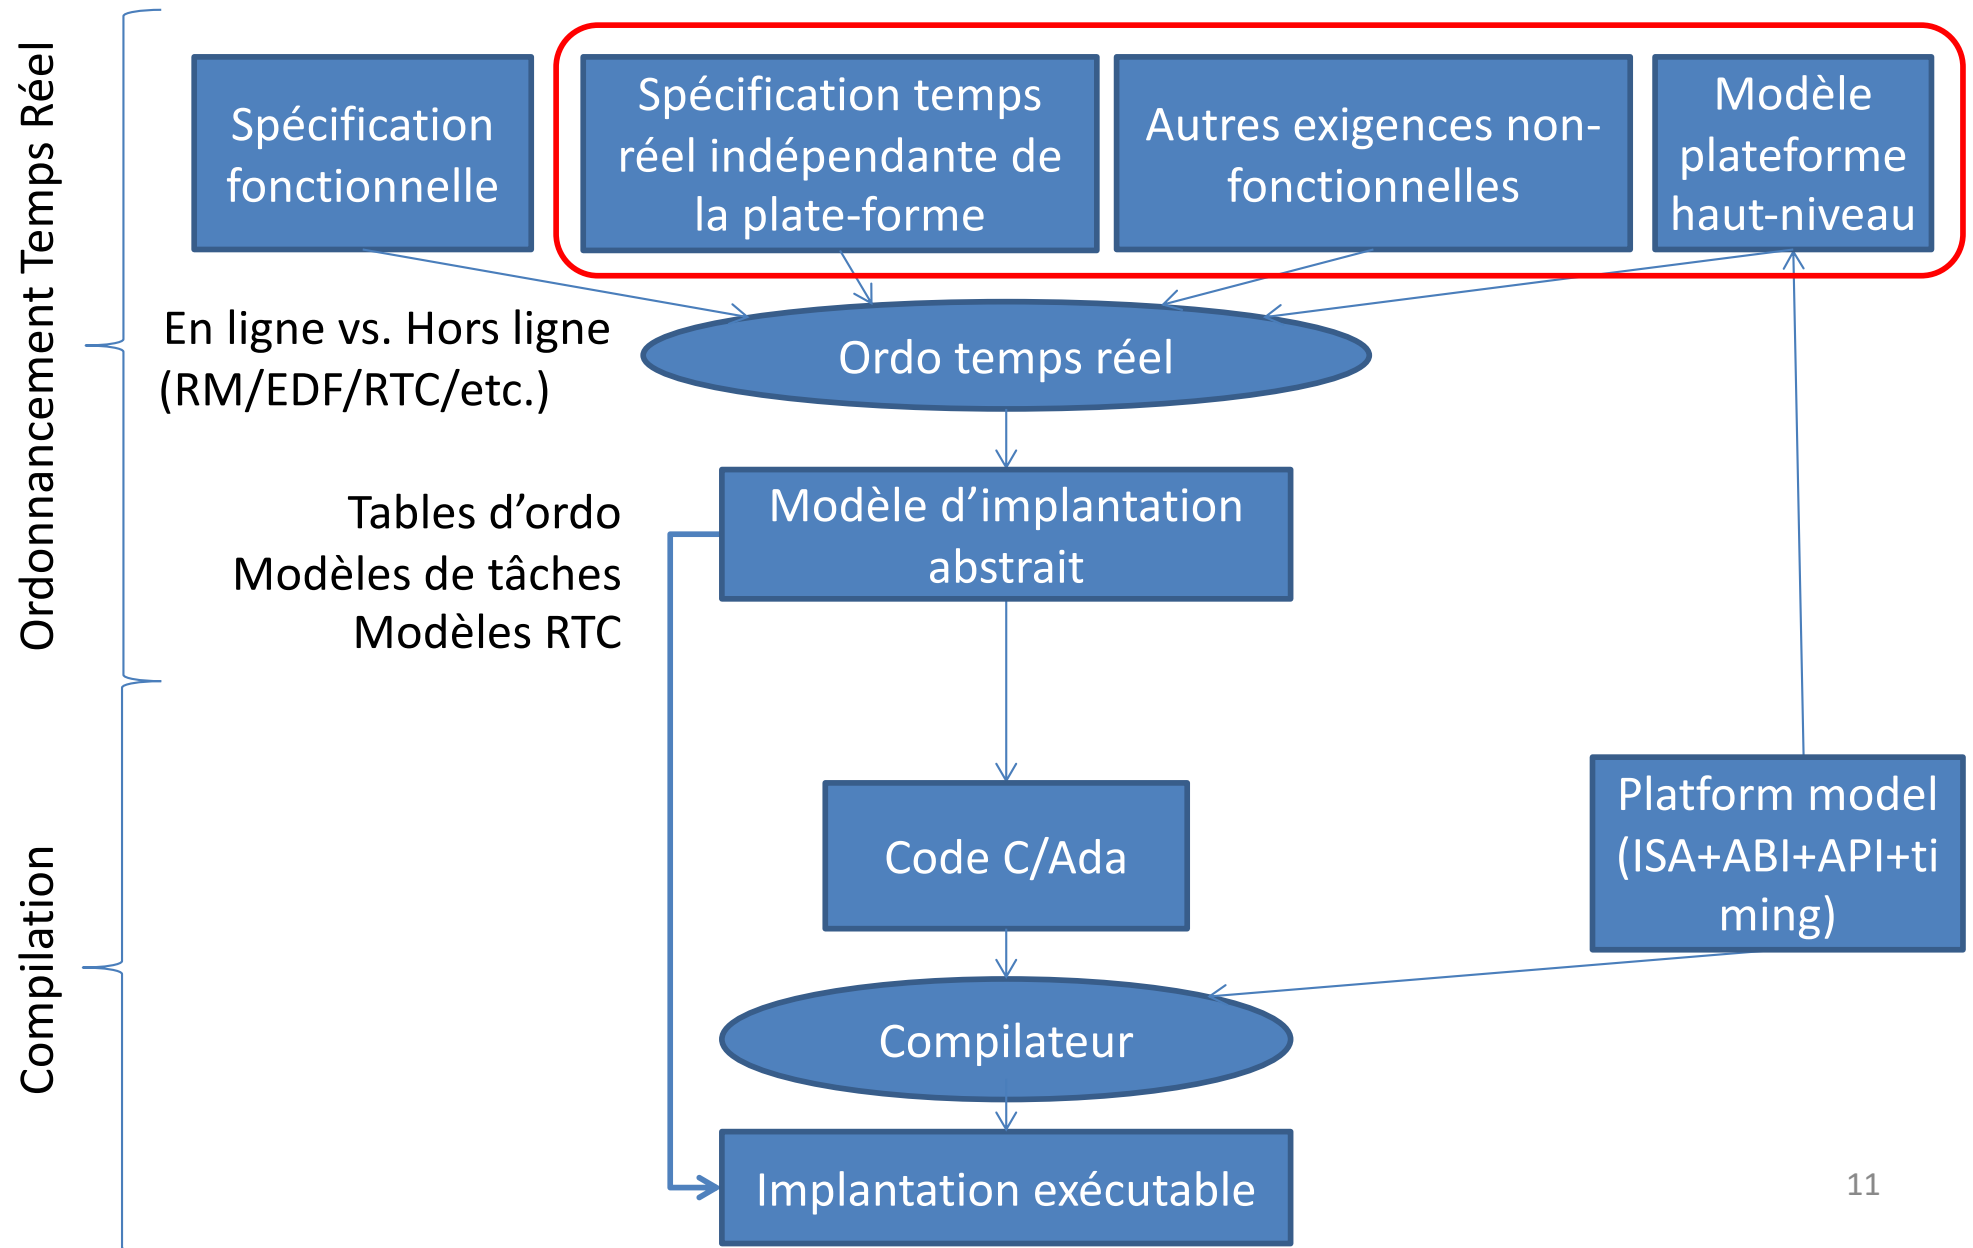 Ordonnancement Temps Réel
Spécification
fonctionnelle
Spécification temps
réel indépendante de
la plate-forme
Autres exigences non-
fonctionnelles
Modèle
plateforme
haut-niveau
En ligne vs. Hors ligne
(RM/EDF/RTC/etc.)
Ordo temps réel
Tables d’ordo
Modèles de tâches
Modèles RTC
Modèle d’implantation
abstrait
Compilation
Code C/Ada
Platform model
(ISA+ABI+API+ti
ming)
Compilateur
Implantation exécutable
11